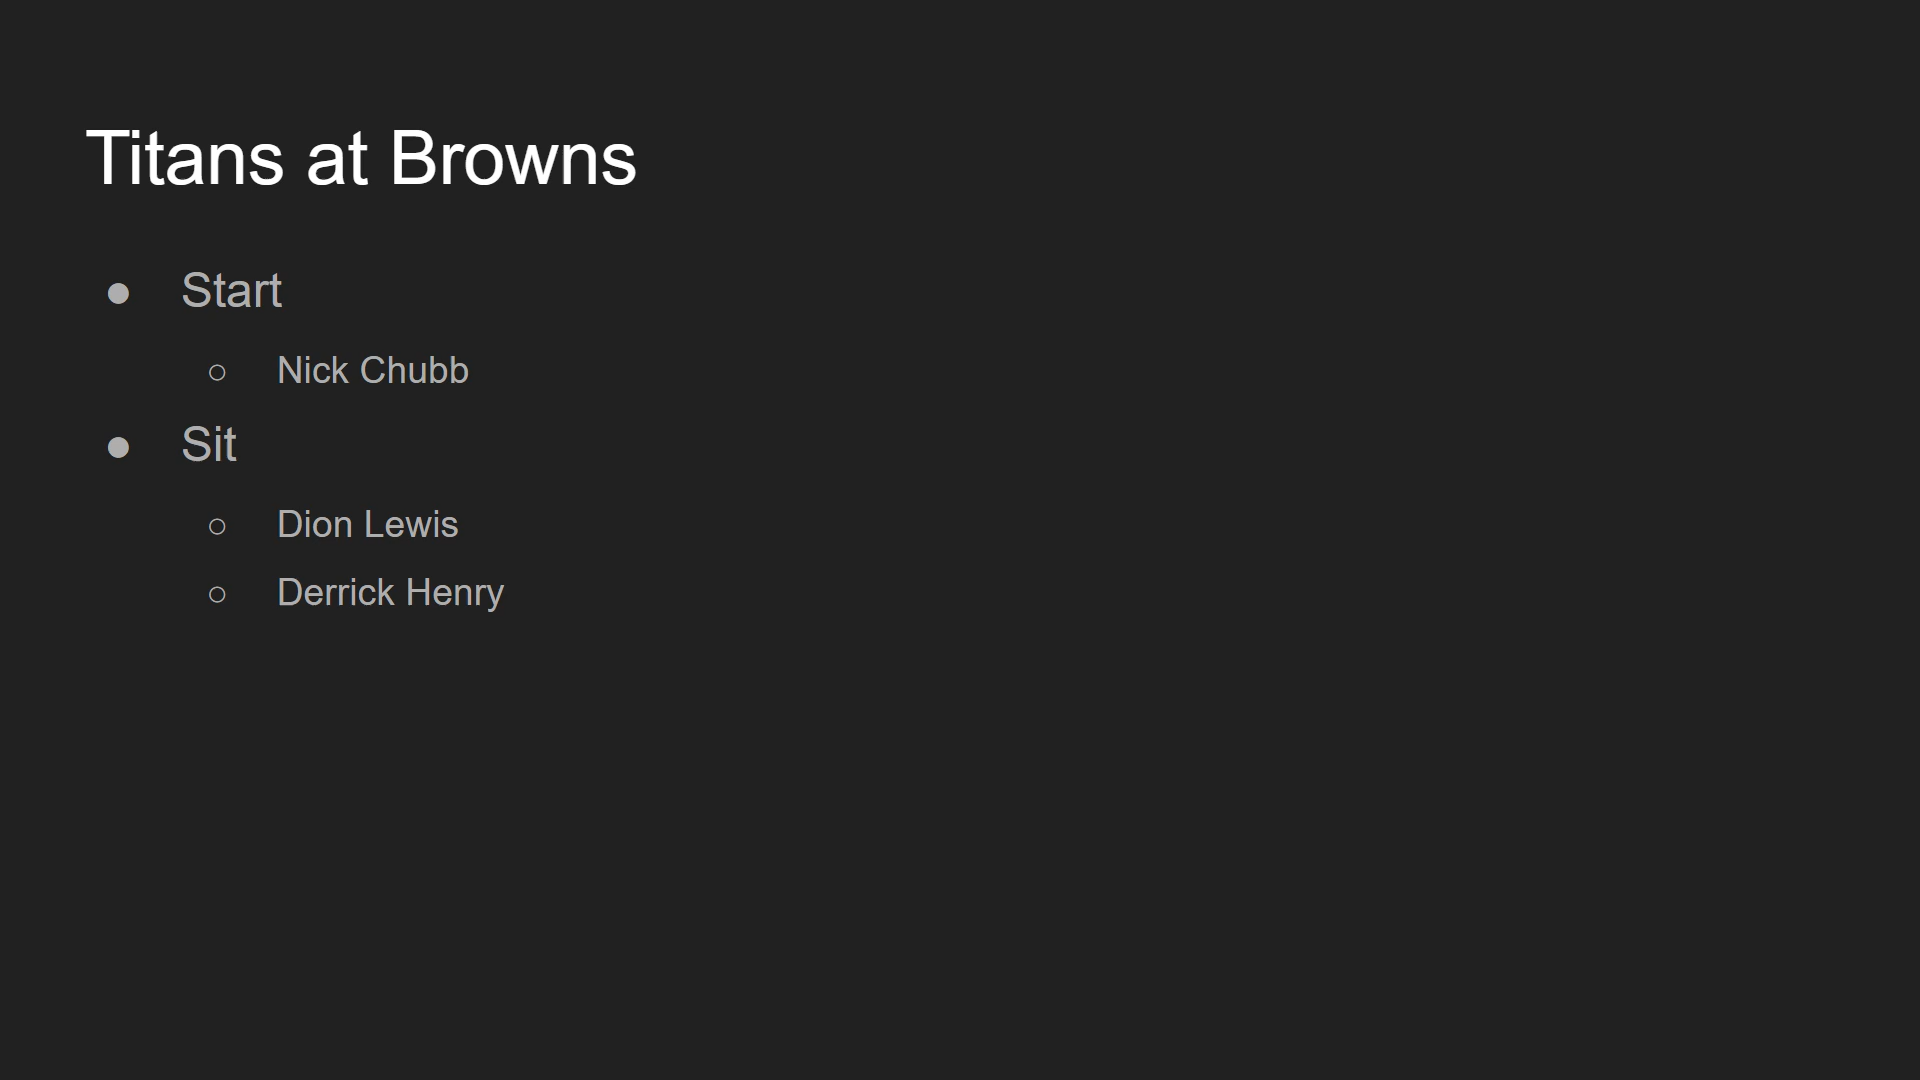 Titans at Browns
● Start
○ Nick Chubb
● Sit
○ Dion Lewis
○ Derrick Henry